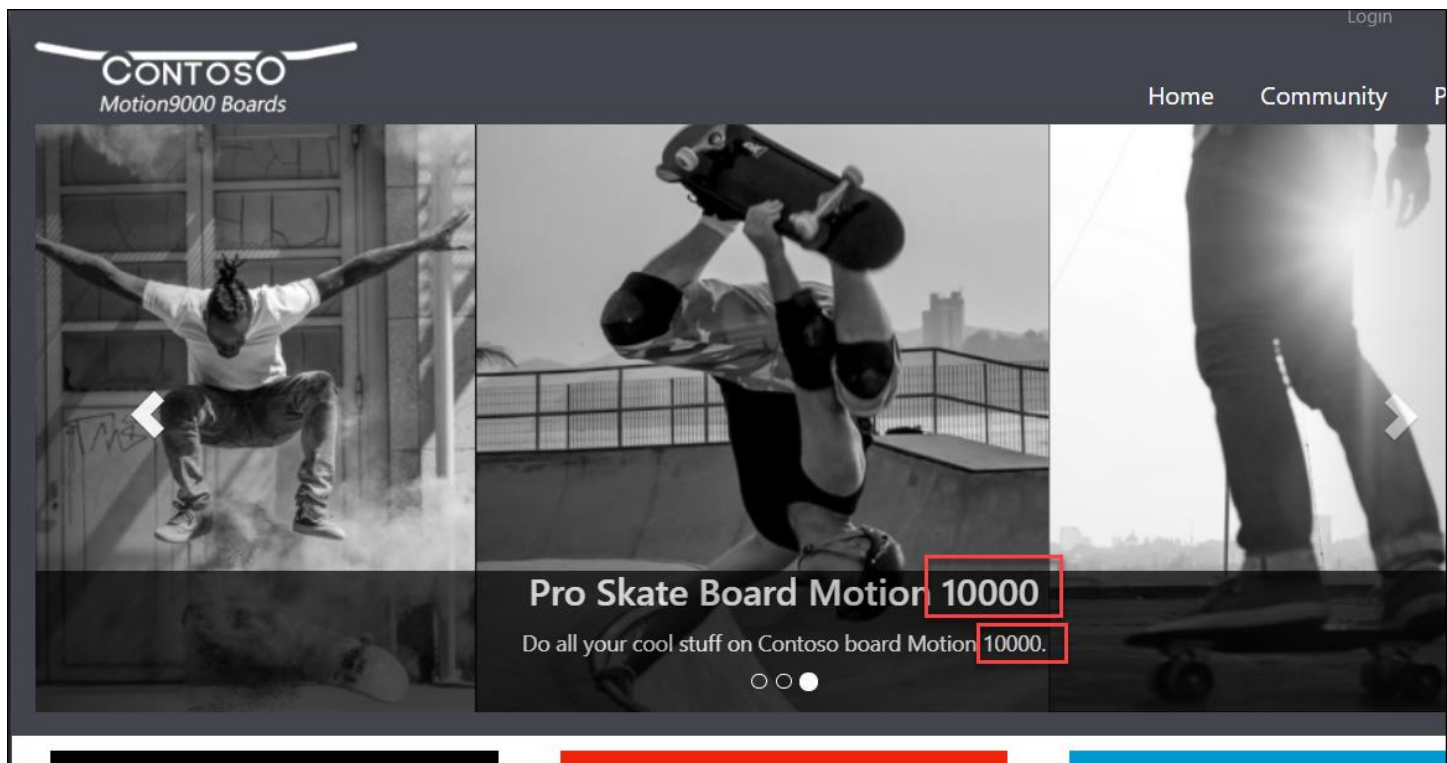 Login
CONTOSO
Motion9000 Boards
Home Community P
Pro Skate Board Motion 10000
Do all your cool stuff on Contoso board Motion 10000.